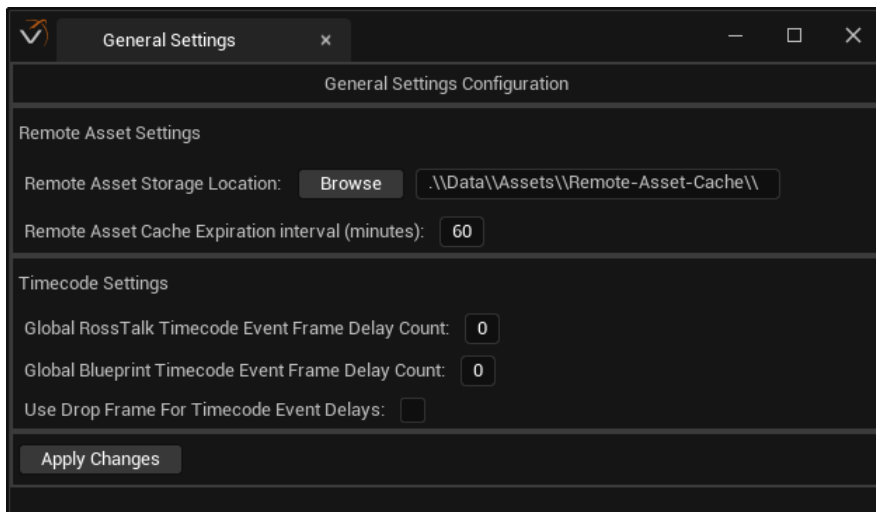 General Settings
General Settings Configuration
Remote Asset Settings
Remote Asset Storage Location: Browse .\\Data\\Assets\\Remote-Asset-Cache\\
Remote Asset Cache Expiration interval (minutes): 60
Timecode Settings
Global RossTalk Timecode Event Frame Delay Count: 0
Global Blueprint Timecode Event Frame Delay Count: 0
Use Drop Frame For Timecode Event Delays:
Apply Changes